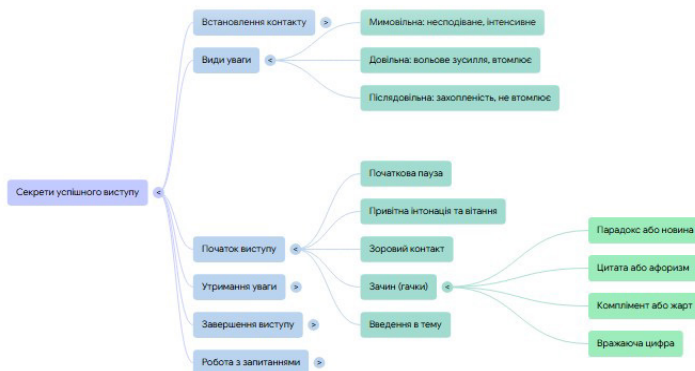 Секрети успішного виступу
Встановлення контакту
Види уваги
Мимовільна: несподіване, інтенсивне
Довільна: вольове зусилля, втомлює
Післядовільна: захопленість, не втомлює
Початок виступу
Початкова пауза
Привітна інтонація та вітання
Зоровий контакт
Зачин (гачки)
Парадокс або новина
Цитата або афоризм
Комплімент або жарт
Вражаюча цифра
Введення в тему
Утримання уваги
Завершення виступу
Робота з запитаннями